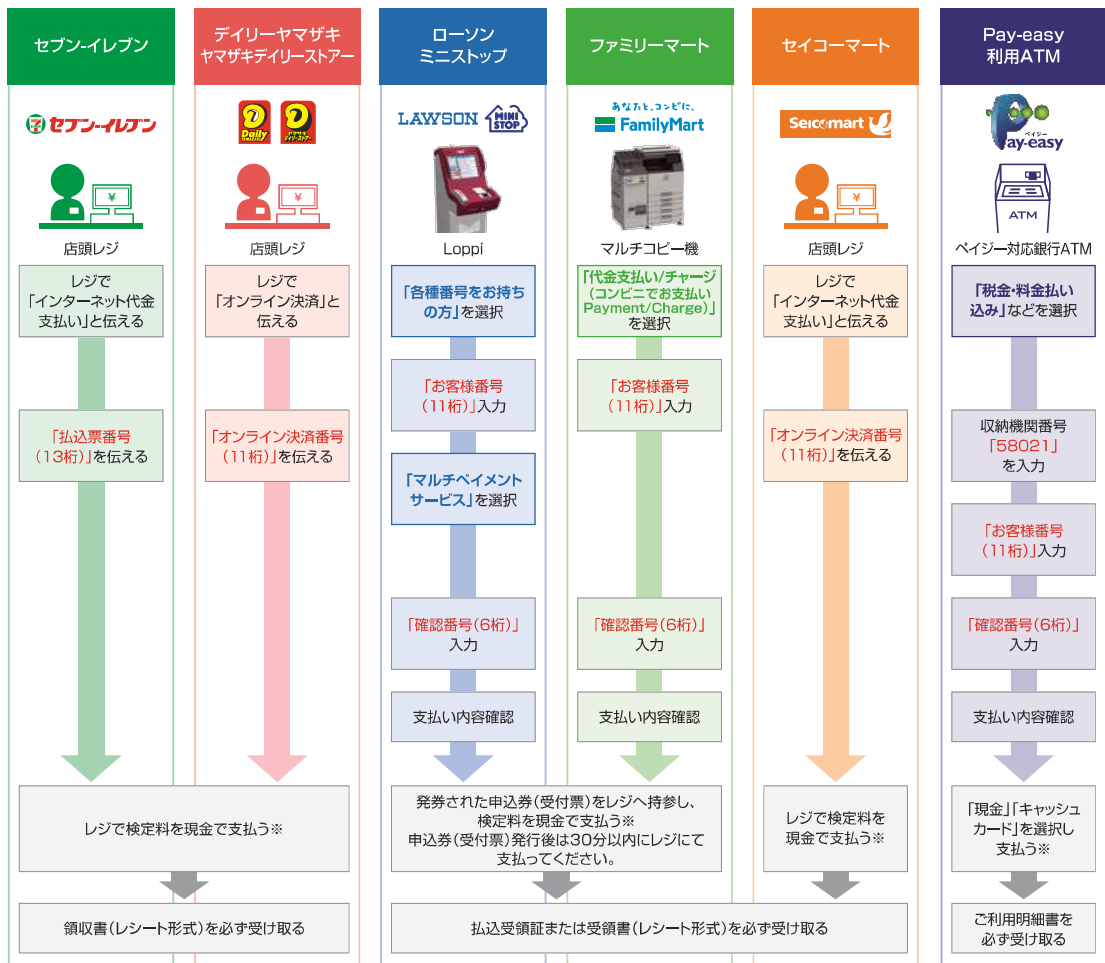 セブン-イレブン
セブン-イレブン
¥
店頭レジ
レジで
「インターネット代金
支払い」と伝える
「払込票番号
(13桁)」を伝える
デイリーヤマザキ
ヤマザキデイリーストアー
Daily
YAMAZAKI
ヤマザキ
デイリーストアー
¥
店頭レジ
レジで
「オンライン決済」と
伝える
「オンライン決済番号
(11桁)」を伝える
レジで検定料を現金で支払う※
領収書(レシート形式)を必ず受け取る
ローソン
ミニストップ
LAWSON
MINI
STOP
Loppi
「各種番号をお持ち
の方」を選択
「お客様番号
(11桁)」入力
「マルチペイメント
サービス」を選択
「確認番号(6桁)」
入力
支払い内容確認
ファミリーマート
あなたと、コンビに、
FamilyMart
マルチコピー機
「代金支払い/チャージ
(コンビニでお支払い
Payment/Charge)」
を選択
「お客様番号
(11桁)」入力
「確認番号(6桁)」
入力
支払い内容確認
発券された申込券(受付票)をレジへ持参し、
検定料を現金で支払う※
申込券(受付票)発行後は30分以内にレジにて
支払ってください。
セイコーマート
Seicomart
¥
店頭レジ
レジで
「インターネット代金
支払い」と伝える
「オンライン決済番号
(11桁)」を伝える
レジで検定料を
現金で支払う※
払込受領証または受領書(レシート形式)を必ず受け取る
Pay-easy
利用ATM
ペイジー
Pay-easy
ATM
ペイジー対応銀行ATM
「税金・料金払い
込み」などを選択
収納機関番号
「58021」
を入力
「お客様番号
(11桁)」入力
「確認番号(6桁)」
入力
支払い内容確認
「現金」「キャッシュ
カード」を選択し
支払う※
ご利用明細書を
必ず受け取る